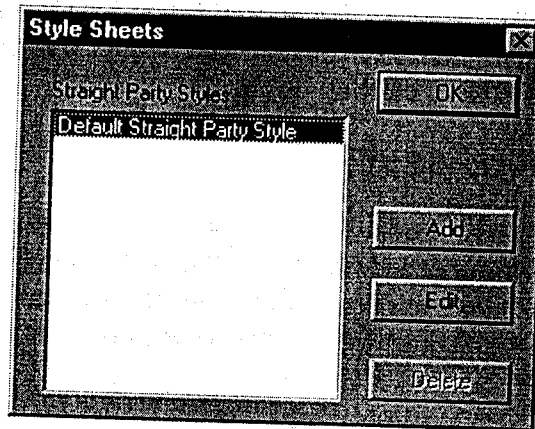 Style Sheets
Straight Party Styles
OK
Default Straight Party Style
Add
Edit
Delete